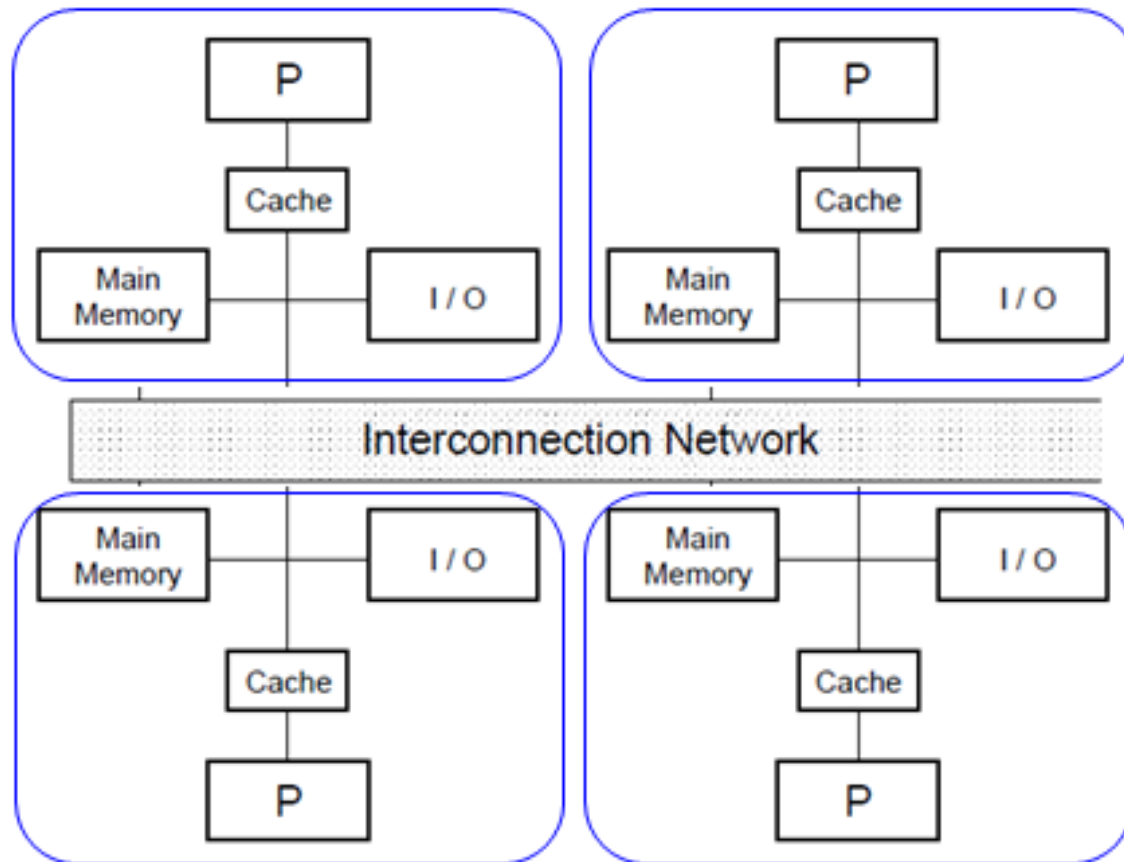 P
P
Cache
Cache
Main
Memory
I / O
Main
Memory
I / O
Interconnection Network
Main
Memory
I / O
Main
Memory
I / O
Cache
Cache
P
P